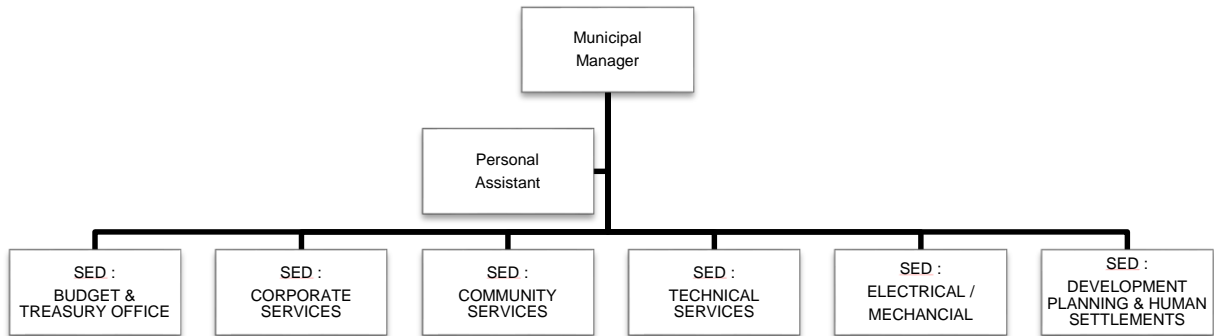 Municipal
Manager
Personal
Assistant
SED :
BUDGET &
TREASURY OFFICE
SED :
CORPORATE
SERVICES
SED :
COMMUNITY
SERVICES
SED :
TECHNICAL
SERVICES
SED :
ELECTRICAL /
MECHANCIAL
SED :
DEVELOPMENT
PLANNING & HUMAN
SETTLEMENTS